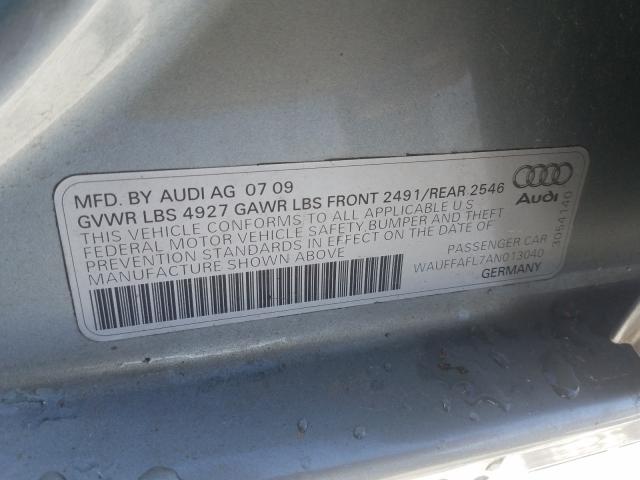 MFD. BY AUDI AG 07 09
GVWR LBS 4927 GAWR LBS FRONT 2491/REAR 2546
THIS VEHICLE CONFORMS TO ALL APPLICABLE U S
FEDERAL MOTOR VEHICLE SAFETY, BUMPER AND THEFT
PREVENTION STANDARDS IN EFFECT ON THE DATE OF
MANUFACTURE SHOWN ABOVE
PASSENGER CAR
WAUFFAFL7AN013040
GERMANY
Audi
3054140